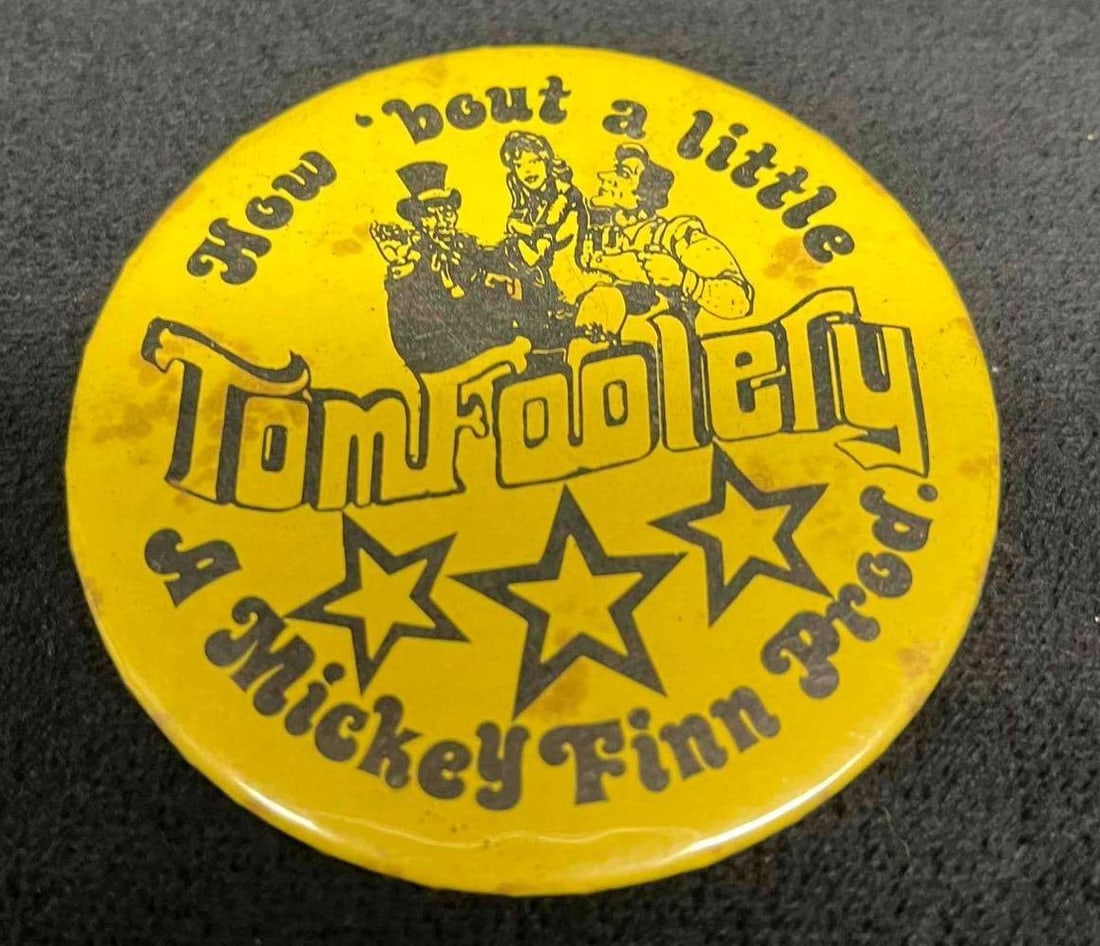 How 'bout a little
TomFoolery
A Mickey Finn Prod.